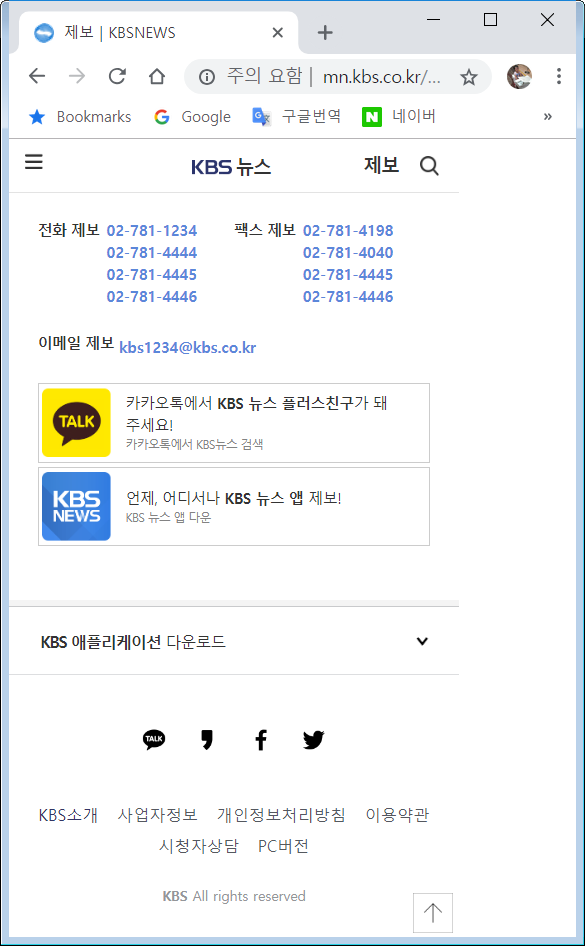 제보 | KBSNEWS
주의 요함 | mn.kbs.co.kr/...
Bookmarks Google 구글번역 네이버 »
KBS 뉴스 제보
전화 제보 02-781-1234 팩스 제보 02-781-4198
02-781-4444 02-781-4040
02-781-4445 02-781-4445
02-781-4446 02-781-4446
이메일 제보 kbs1234@kbs.co.kr
TALK
카카오톡에서 KBS 뉴스 플러스친구가 돼
주세요!
카카오톡에서 KBS뉴스 검색
KBS
NEWS
언제, 어디서나 KBS 뉴스 앱 제보!
KBS 뉴스 앱 다운
KBS 애플리케이션 다운로드
TALK
KBS소개 사업자정보 개인정보처리방침 이용약관
시청자상담 PC버전
KBS All rights reserved